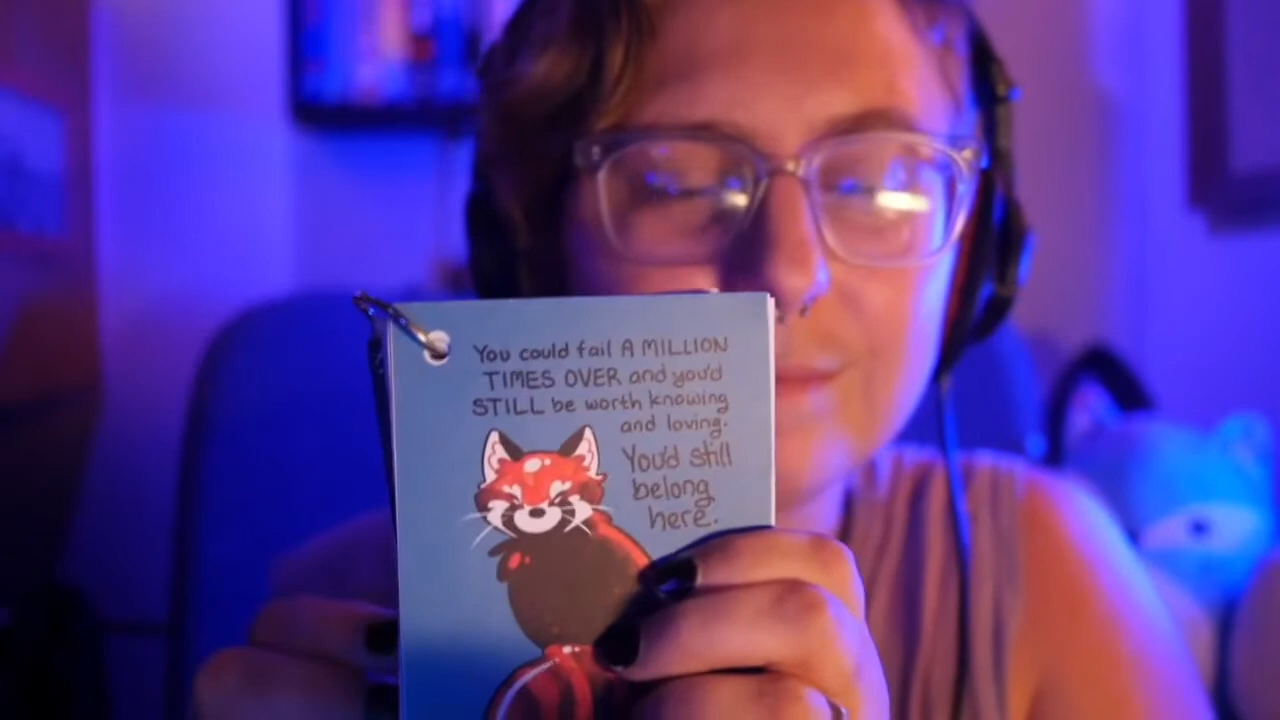 You could fail A MILLION
TIMES OVER and you'd
STILL be worth knowing
and loving.
You'd still
belong
here.